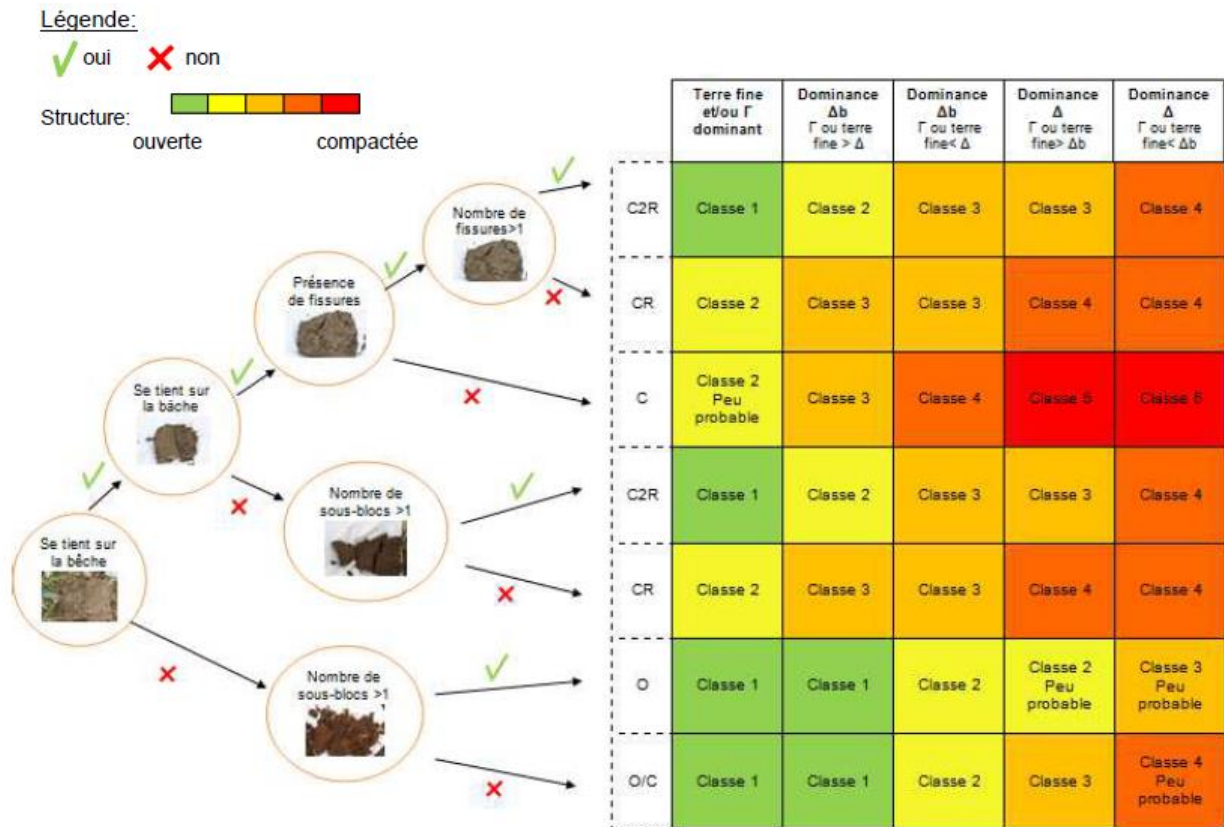 Légende:
oui non
Structure:
ouverte compactée
Terre fine
et/ou Γ
dominant
Dominance
Δb
Γ ou terre
fine > Δ
Dominance
Δb
Γ ou terre
fine< Δ
Dominance
Δ
Γ ou terre
fine> Δb
Dominance
Δ
Γ ou terre
fine< Δb
Nombre de
fissures>1
Présence
de fissures
Se tient sur
la bâche
Nombre de
sous-blocs >1
Se tient sur
la bêche
Nombre de
sous-blocs >1
C2R Classe 1 Classe 2 Classe 3 Classe 3 Classe 4
CR Classe 2 Classe 3 Classe 3 Classe 4 Classe 4
C
Classe 2
Peu
probable
Classe 3 Classe 4 Classe 5 Classe 5
C2R Classe 1 Classe 2 Classe 3 Classe 3 Classe 4
CR Classe 2 Classe 3 Classe 3 Classe 4 Classe 4
O Classe 1 Classe 1 Classe 2
Classe 2
Peu
probable
Classe 3
Peu
probable
O/C Classe 1 Classe 1 Classe 2 Classe 3
Classe 4
Peu
probable